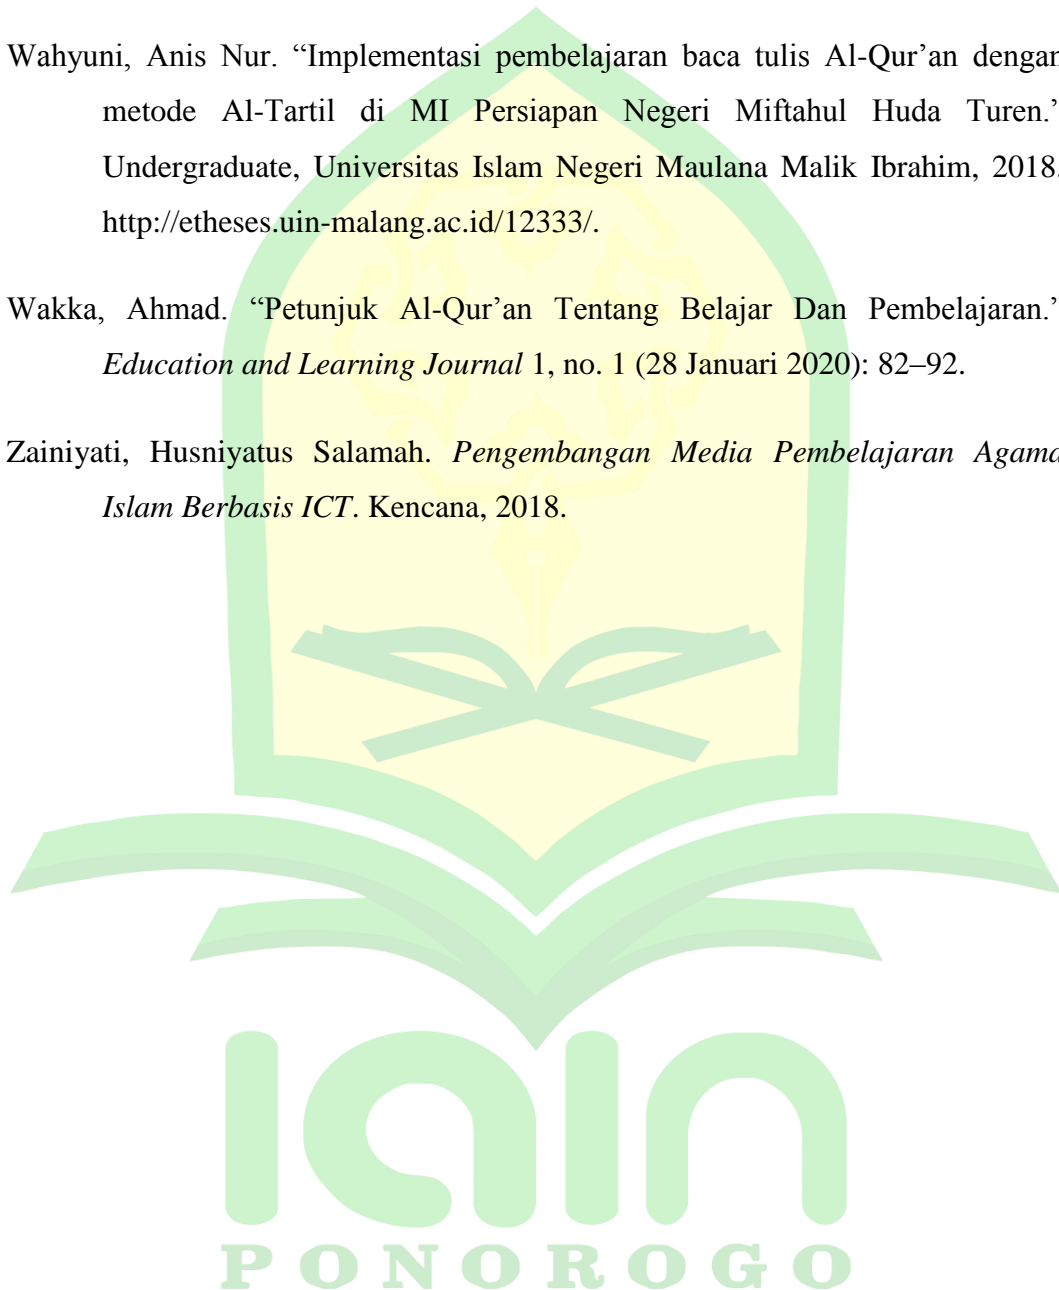 Wahyuni, Anis Nur. “Implementasi pembelajaran baca tulis Al-Qur’an dengan
metode Al-Tartil di MI Persiapan Negeri Miftahul Huda Turen.”
Undergraduate, Universitas Islam Negeri Maulana Malik Ibrahim, 2018.
http://etheses.uin-malang.ac.id/12333/.
Wakka, Ahmad. “Petunjuk Al-Qur’an Tentang Belajar Dan Pembelajaran.”
Education and Learning Journal 1, no. 1 (28 Januari 2020): 82–92.
Zainiyati, Husniyatus Salamah. Pengembangan Media Pembelajaran Agama
Islam Berbasis ICT. Kencana, 2018.
IAIN
PONOROGO